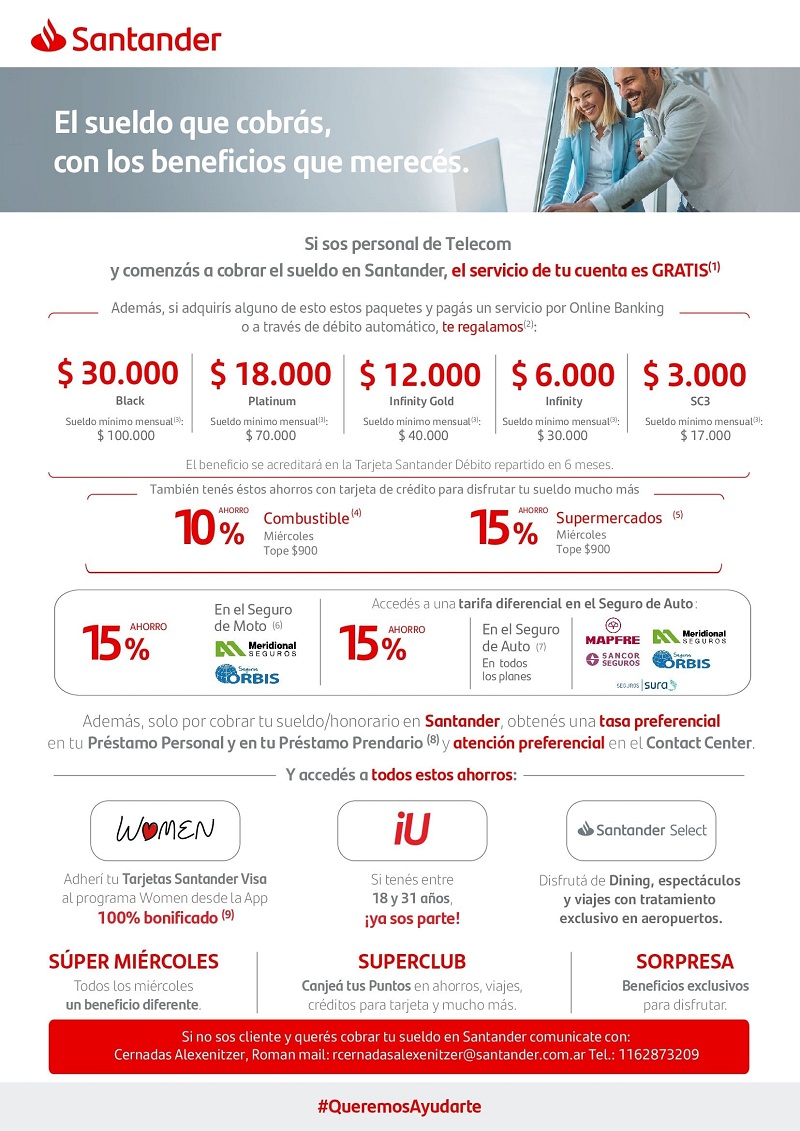 Santander
El sueldo que cobrás,
con los beneficios que merecés.
Si sos personal de Telecom
y comenzás a cobrar el sueldo en Santander, el servicio de tu cuenta es GRATIS(1)
Además, si adquirís alguno de esto estos paquetes y pagás un servicio por Online Banking
o a través de débito automático, te regalamos(2):
$ 30.000 $ 18.000 $ 12.000 $ 6.000 $ 3.000
Black Platinum Infinity Gold Infinity SC3
Sueldo mínimo mensual(3): Sueldo mínimo mensual(3): Sueldo mínimo mensual(3): Sueldo mínimo mensual(3): Sueldo mínimo mensual(3):
$ 100.000 $ 70.000 $ 40.000 $ 30.000 $ 17.000
El beneficio se acreditará en la Tarjeta Santander Débito repartido en 6 meses.
También tenés éstos ahorros con tarjeta de crédito para disfrutar tu sueldo mucho más
10% AHORRO Combustible(4)
Miércoles
Tope $900
15% AHORRO Supermercados (5)
Miércoles
Tope $900
15% AHORRO
En el Seguro
de Moto (6)
Meridional
SEGUROS
Seguros
ORBIS
Accedés a una tarifa diferencial en el Seguro de Auto:
15% AHORRO
En el Seguro
de Auto (7)
En todos
los planes
MAPFRE
Meridional
SEGUROS
SANCOR
SEGUROS
Seguros
ORBIS
SEGUROS sura
Además, solo por cobrar tu sueldo/honorario en Santander, obtenés una tasa preferencial
en tu Préstamo Personal y en tu Préstamo Prendario (8) y atención preferencial en el Contact Center.
Y accedés a todos estos ahorros:
WOMEN
Adherí tu Tarjetas Santander Visa
al programa Women desde la App
100% bonificado (9)
iU
Si tenés entre
18 y 31 años,
¡ya sos parte!
Santander Select
Disfrutá de Dining, espectáculos
y viajes con tratamiento
exclusivo en aeropuertos.
SÚPER MIÉRCOLES
Todos los miércoles
un beneficio diferente.
SUPERCLUB
Canjeá tus Puntos en ahorros, viajes,
créditos para tarjeta y mucho más.
SORPRESA
Beneficios exclusivos
para disfrutar.
Si no sos cliente y querés cobrar tu sueldo en Santander comunicate con:
Cernadas Alexenitzer, Roman mail: rcernadasalexenitzer@santander.com.ar Tel.: 1162873209
#QueremosAyudarte